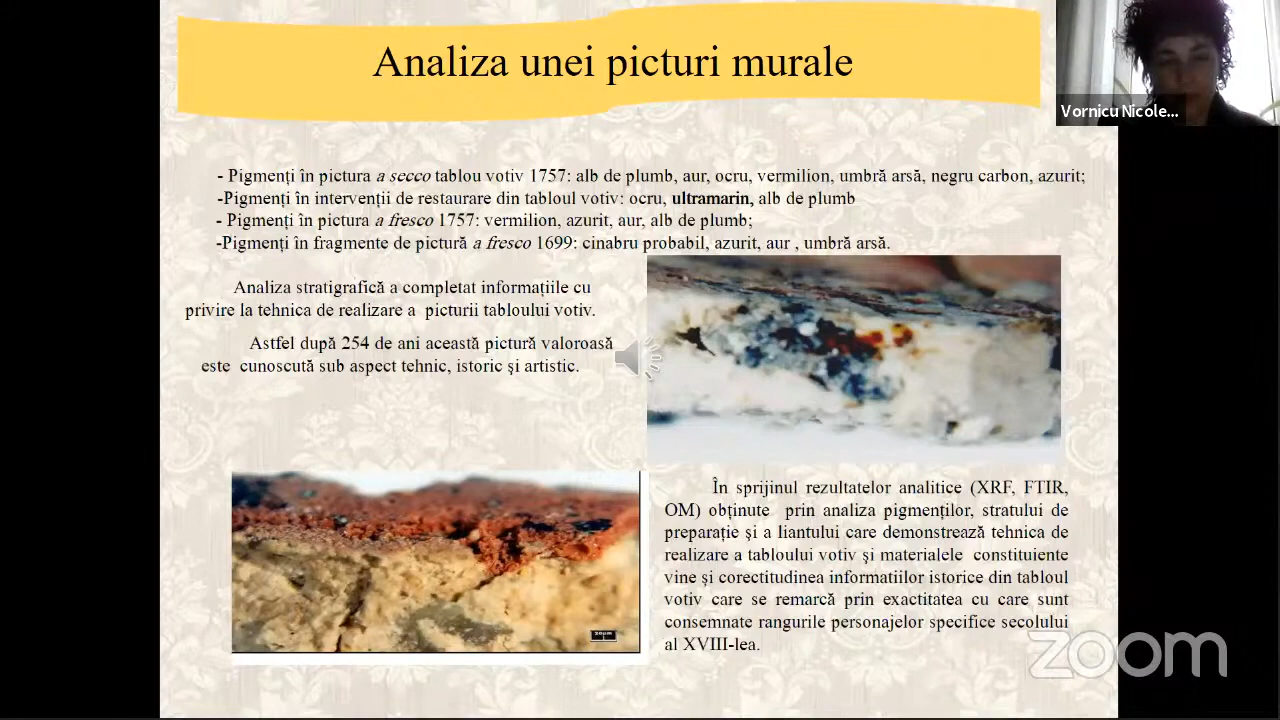 Analiza unei picturi murale
Vornicu Nicole...
- Pigmenți în pictura a secco tablou votiv 1757: alb de plumb, aur, ocru, vermilion, umbră arsă, negru carbon, azurit;
-Pigmenți în intervenții de restaurare din tabloul votiv: ocru, ultramarin, alb de plumb
- Pigmenți în pictura a fresco 1757: vermilion, azurit, aur, alb de plumb;
-Pigmenți în fragmente de pictură a fresco 1699: cinabru probabil, azurit, aur , umbră arsă.
Analiza stratigrafică a completat informațiile cu
privire la tehnica de realizare a picturii tabloului votiv.
Astfel după 254 de ani această pictură valoroasă
este cunoscută sub aspect tehnic, istoric şi artistic.
În sprijinul rezultatelor analitice (XRF, FTIR,
OM) obținute prin analiza pigmenților, stratului de
preparație şi a liantului care demonstrează tehnica de
realizare a tabloului votiv şi materialele constituiente
vine și corectitudinea informatiilor istorice din tabloul
votiv care se remarcă prin exactitatea cu care sunt
consemnate rangurile personajelor specifice secolului
al XVIII-lea.
zoom